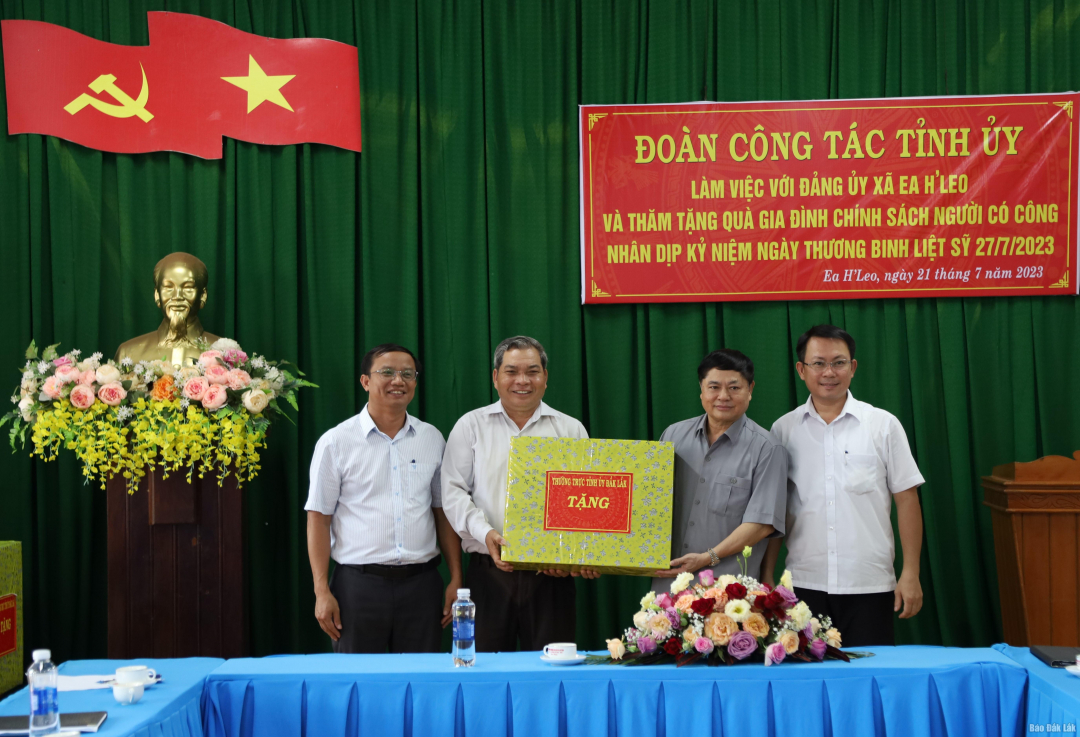 ĐOÀN CÔNG TÁC TỈNH ỦY
LÀM VIỆC VỚI ĐẢNG ỦY XÃ EA H'LEO
VÀ THĂM TẶNG QUÀ GIA ĐÌNH CHÍNH SÁCH NGƯỜI CÓ CÔNG
NHÂN DỊP KỶ NIỆM NGÀY THƯƠNG BINH LIỆT SỸ 27/7/2023
Ea H'Leo, ngày 21 tháng 7 năm 2023
THƯỜNG TRỰC TỈNH ỦY ĐẮK LẮK
TẶNG
TẶNG
Báo Đắk Lắk